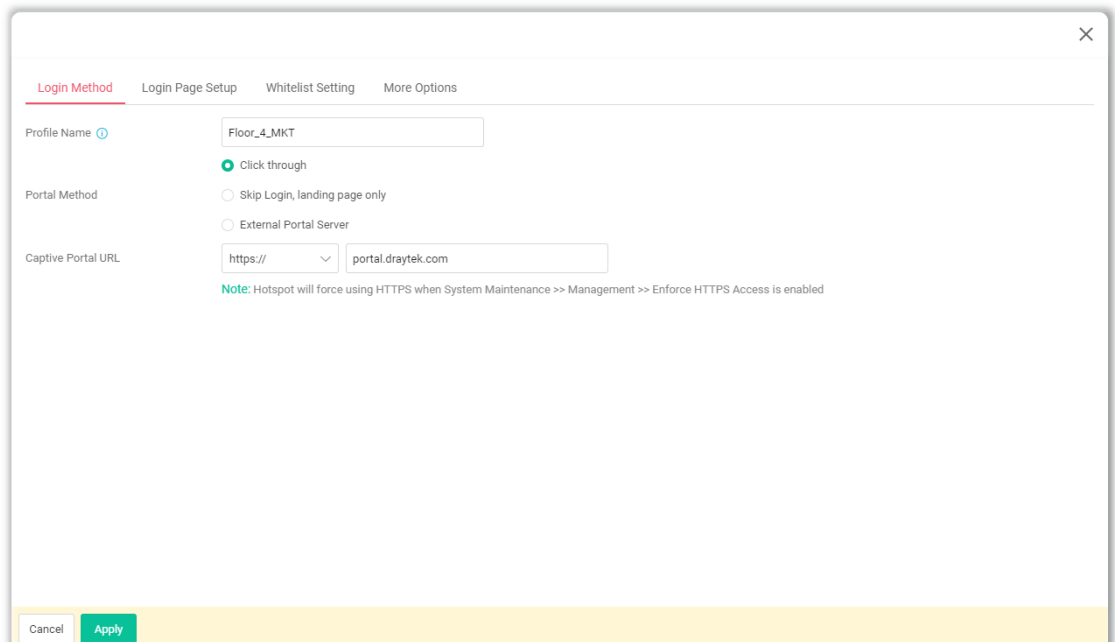 Login Method Login Page Setup Whitelist Setting More Options
Profile Name Floor_4_MKT
Click through
Portal Method Skip Login, landing page only
External Portal Server
Captive Portal URL https:// portal.draytek.com
Note: Hotspot will force using HTTPS when System Maintenance >> Management >> Enforce HTTPS Access is enabled
Cancel Apply